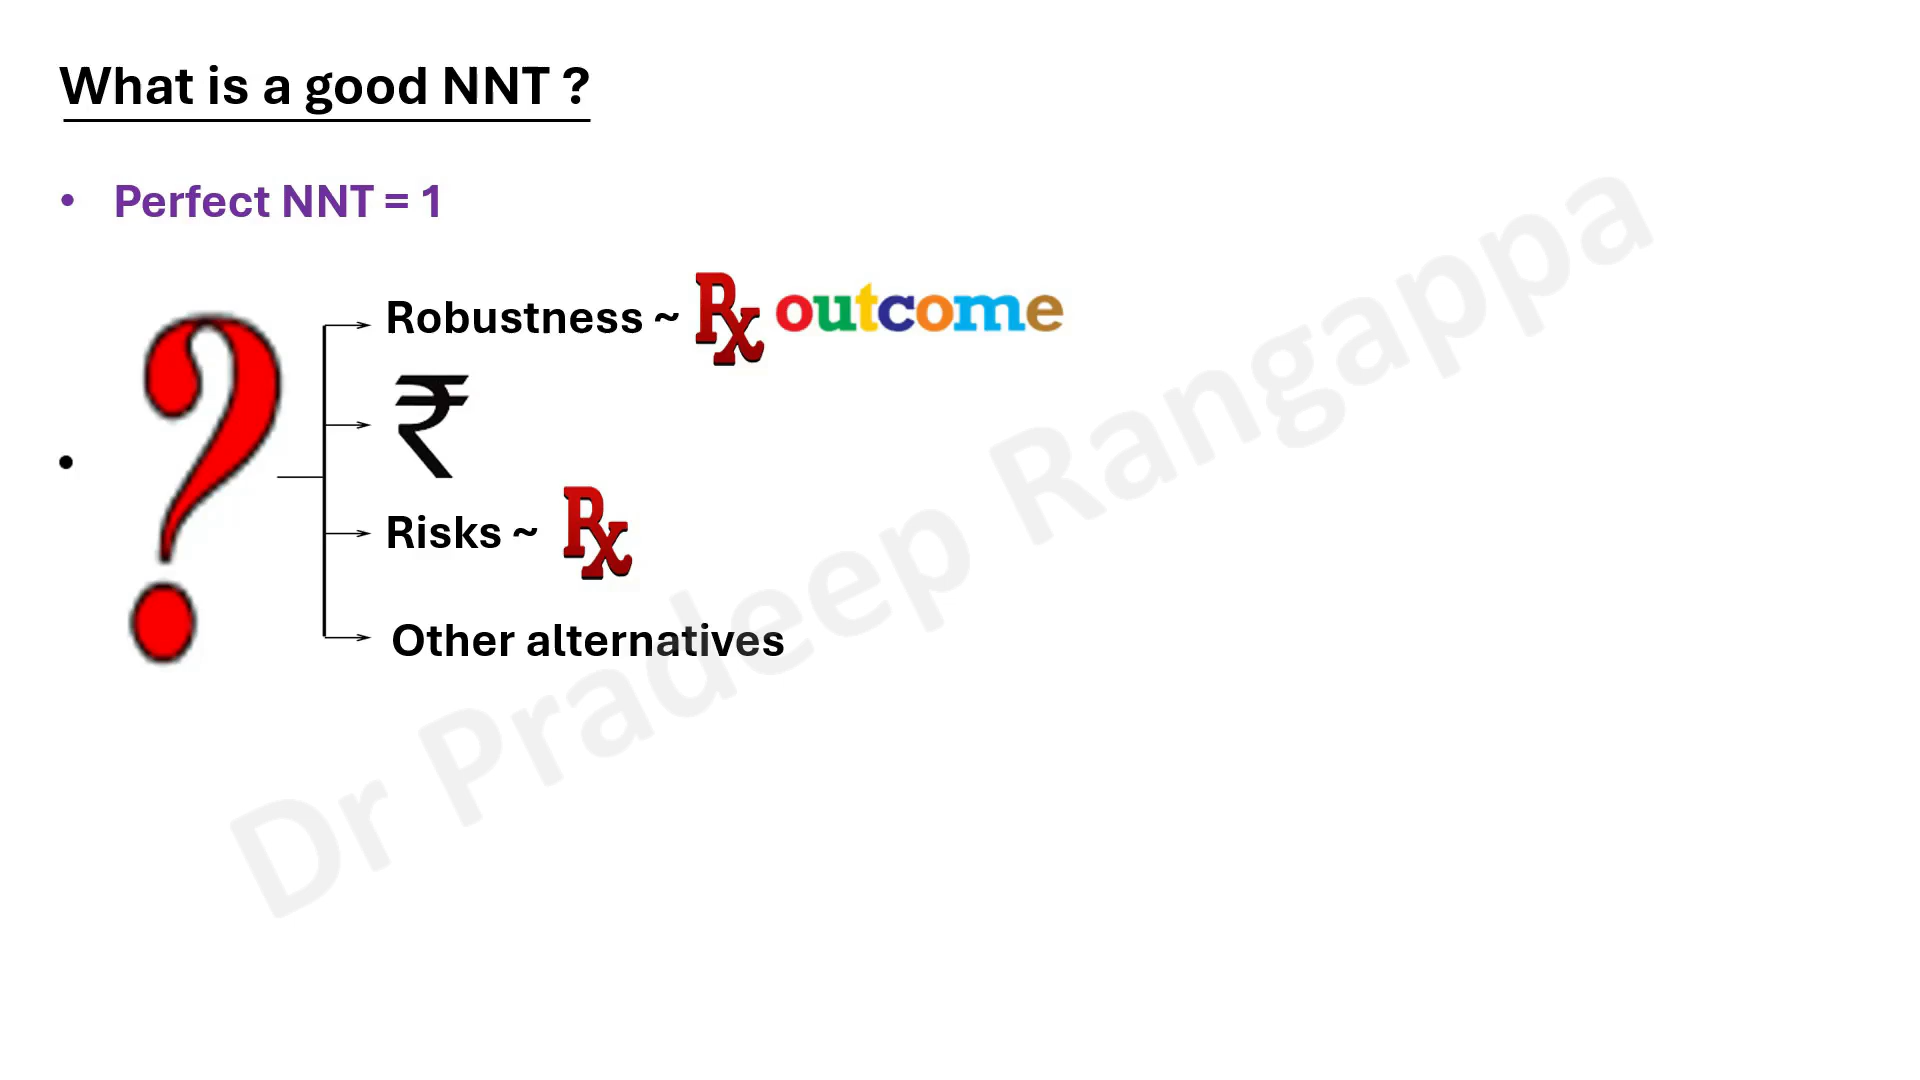 What is a good NNT ?
• Perfect NNT = 1
Robustness ~ Rx outcome
₹
• ?
Risks ~ Rx
Other alternatives
Dr Pradeep Rangappa